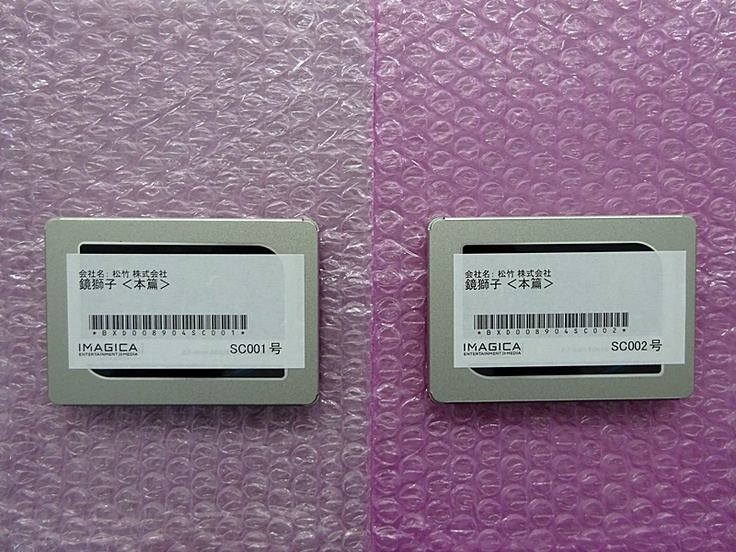 会社名: 松竹 株式会社
鏡獅子 <本篇>
*BXD0008904SC001*
IMAGICA
ENTERTAINMENT
MEDIA
SC001号
会社名: 松竹 株式会社
鏡獅子 <本篇>
*BXD0008904SC002*
IMAGICA
ENTERTAINMENT
MEDIA
SC002号